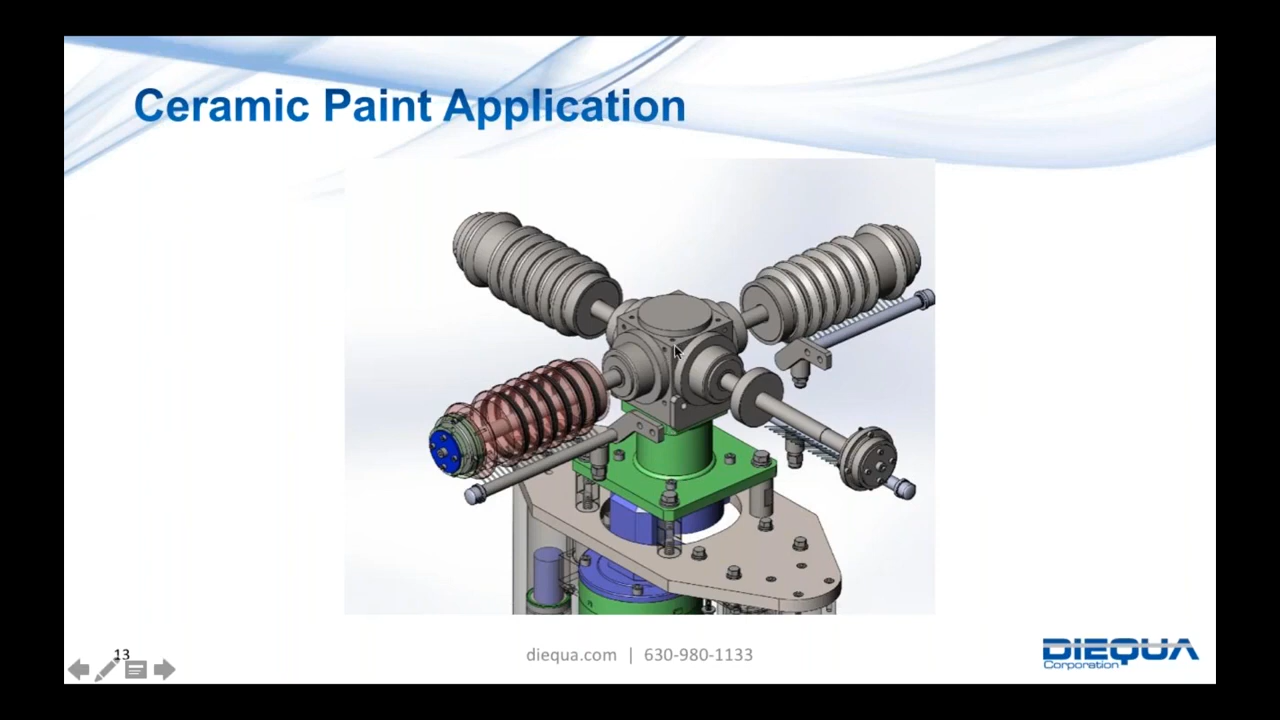 Ceramic Paint Application
13
diequa.com | 630-980-1133
DIEQUA
Corporation